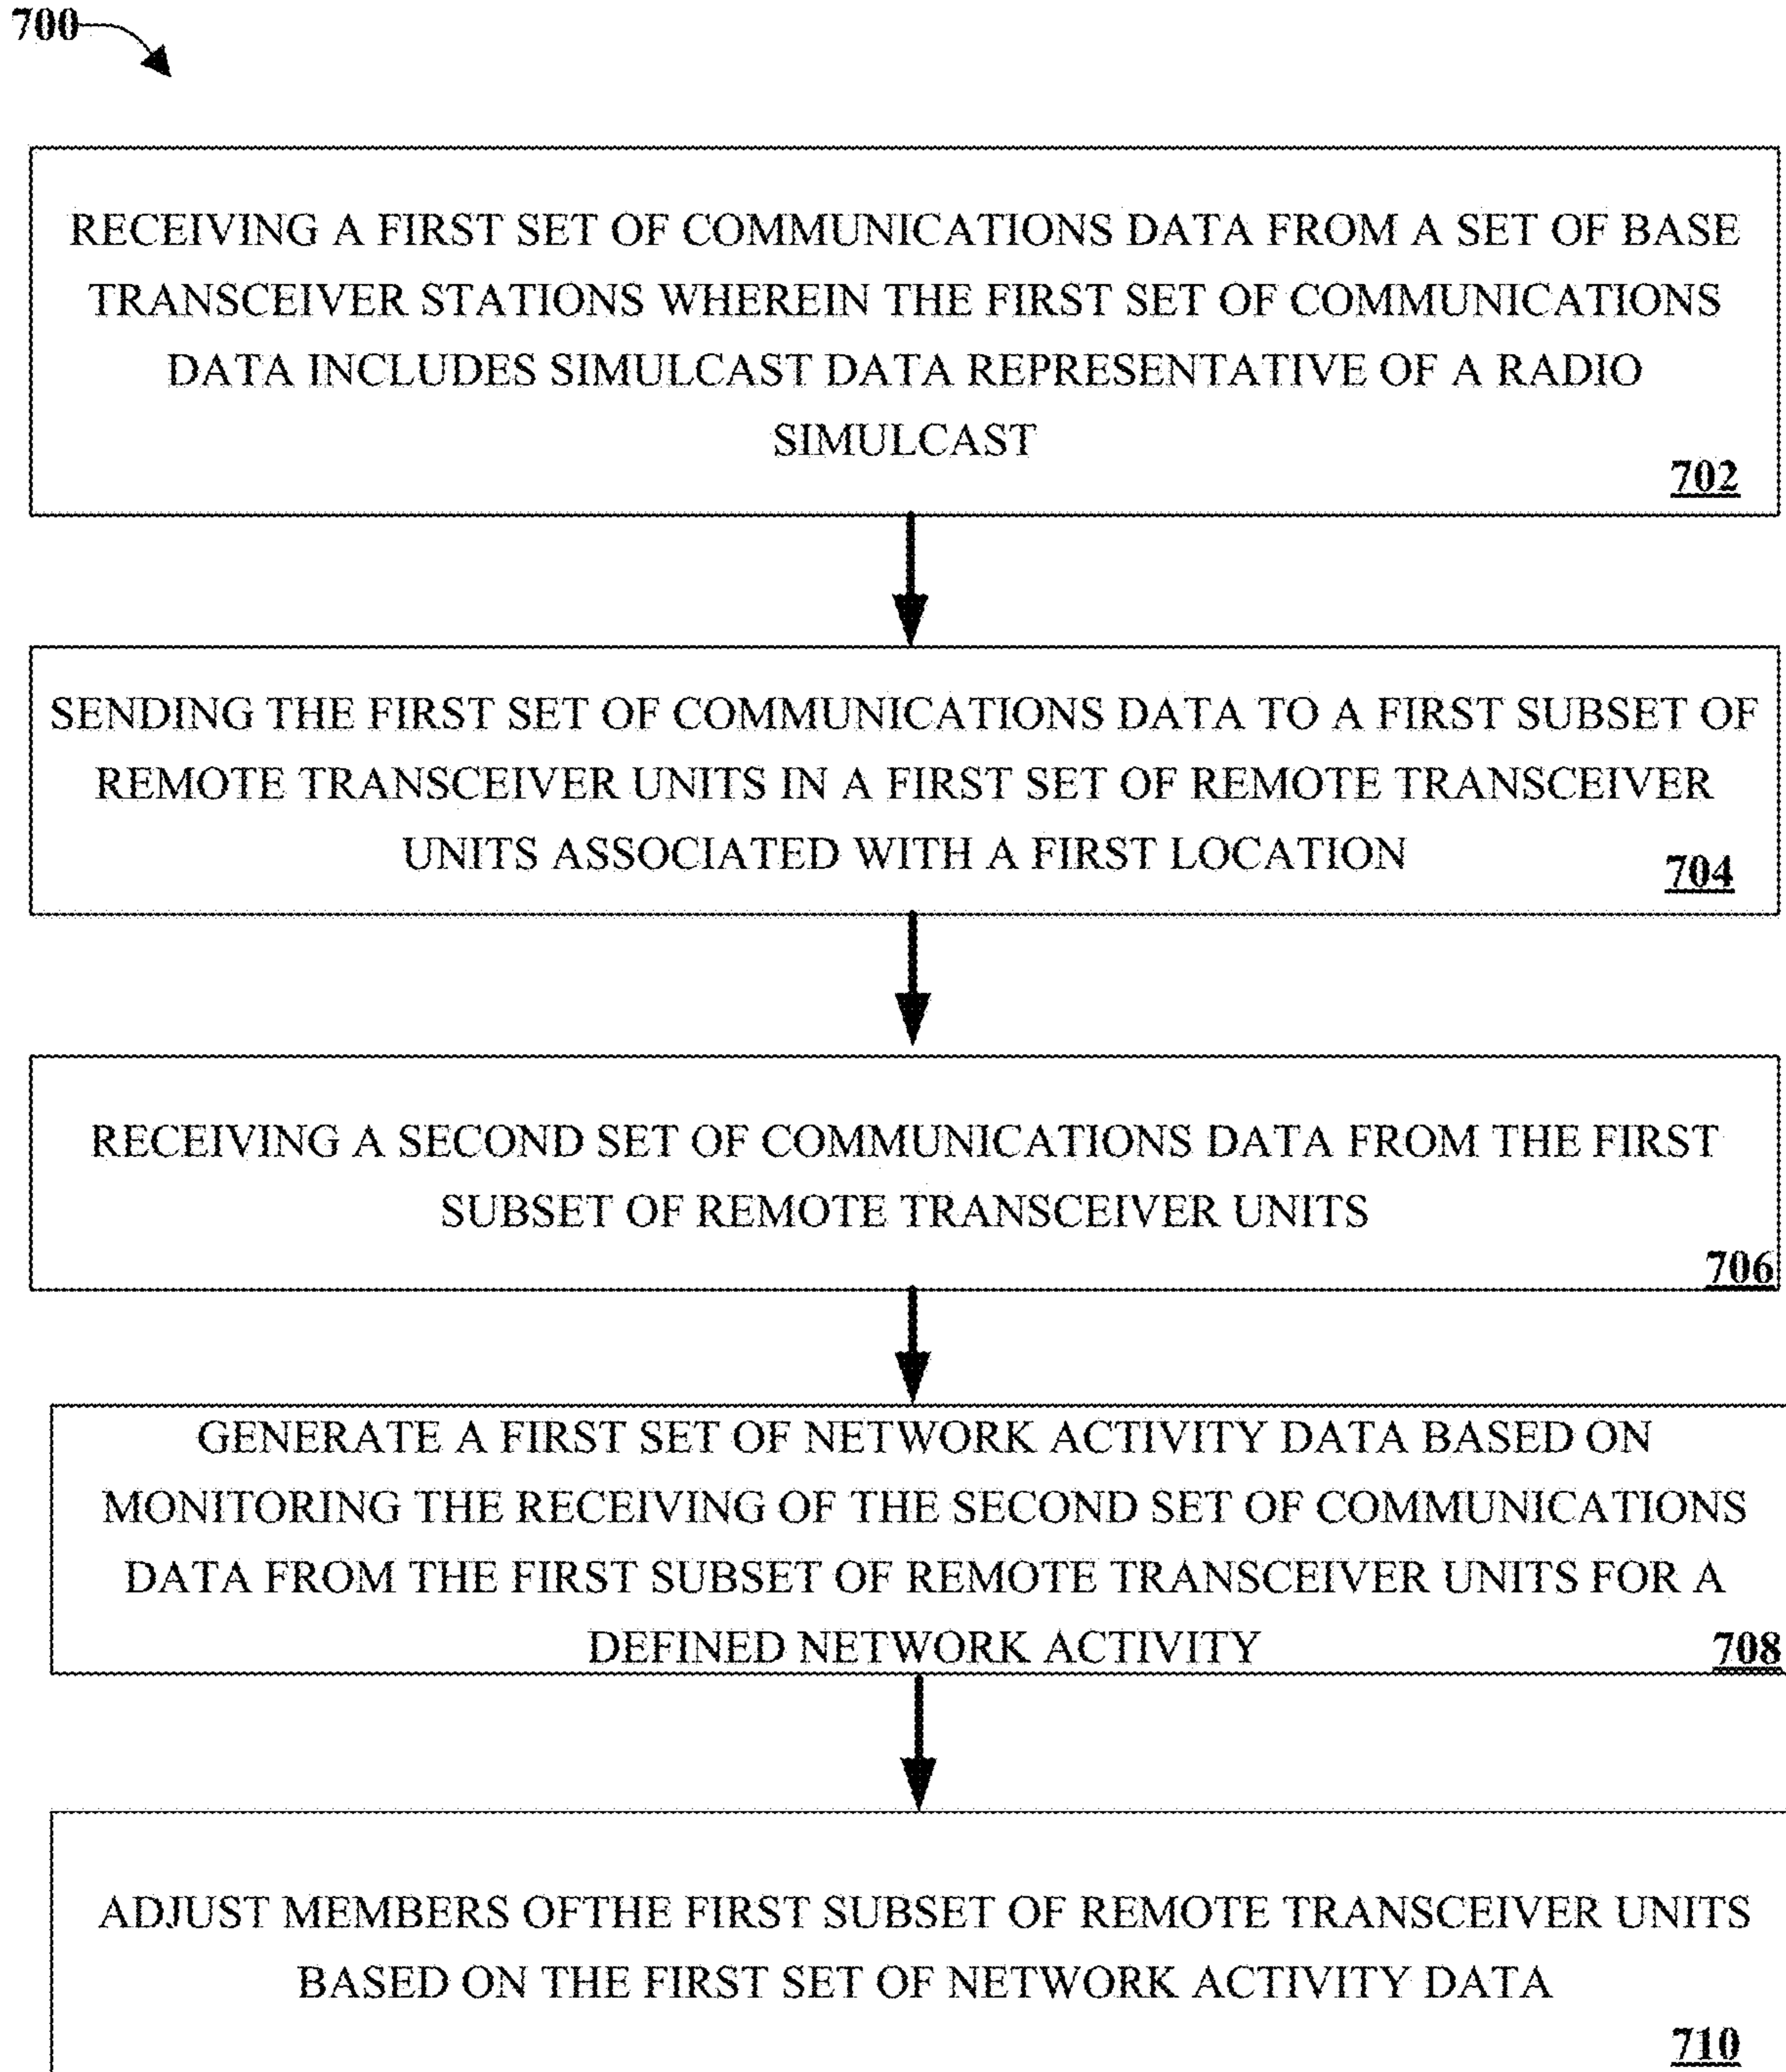 700
RECEIVING A FIRST SET OF COMMUNICATIONS DATA FROM A SET OF BASE
TRANSCEIVER STATIONS WHEREIN THE FIRST SET OF COMMUNICATIONS
DATA INCLUDES SIMULCAST DATA REPRESENTATIVE OF A RADIO
SIMULCAST
702
SENDING THE FIRST SET OF COMMUNICATIONS DATA TO A FIRST SUBSET OF
REMOTE TRANSCEIVER UNITS IN A FIRST SET OF REMOTE TRANSCEIVER
UNITS ASSOCIATED WITH A FIRST LOCATION
704
RECEIVING A SECOND SET OF COMMUNICATIONS DATA FROM THE FIRST
SUBSET OF REMOTE TRANSCEIVER UNITS
706
GENERATE A FIRST SET OF NETWORK ACTIVITY DATA BASED ON
MONITORING THE RECEIVING OF THE SECOND SET OF COMMUNICATIONS
DATA FROM THE FIRST SUBSET OF REMOTE TRANSCEIVER UNITS FOR A
DEFINED NETWORK ACTIVITY
708
ADJUST MEMBERS OFTHE FIRST SUBSET OF REMOTE TRANSCEIVER UNITS
BASED ON THE FIRST SET OF NETWORK ACTIVITY DATA
710